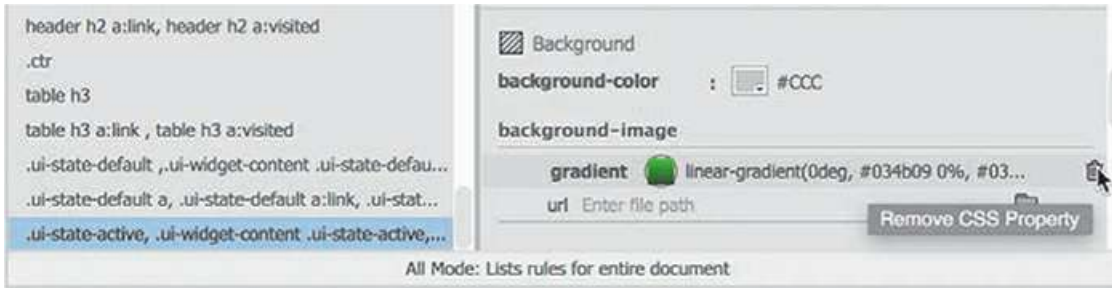 header h2 a:link, header h2 a:visited
.ctr
table h3
table h3 a:link , table h3 a:visited
.ui-state-default ,.ui-widget-content .ui-state-defau...
.ui-state-default a, .ui-state-default a:link, .ui-stat...
.ui-state-active, .ui-widget-content .ui-state-active,...
Background
background-color : #CCC
background-image
gradient linear-gradient(0deg, #034b09 0%, #03...
url Enter file path
Remove CSS Property
All Mode: Lists rules for entire document